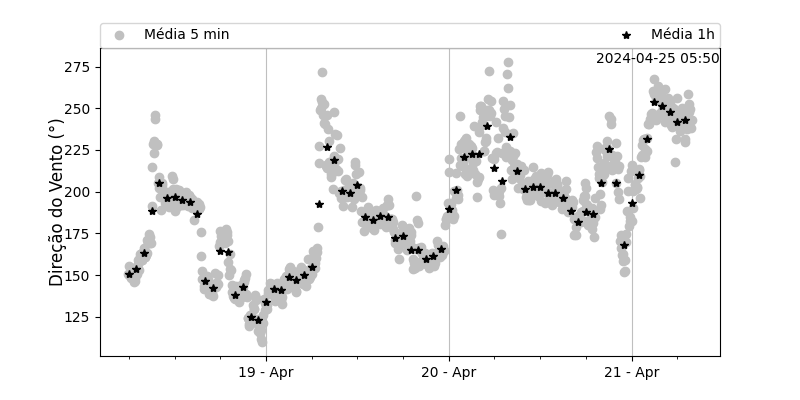 Média 5 min
Média 1h
2024-04-25 05:50
Direção do Vento (°)
275
250
225
200
175
150
125
19 - Apr
20 - Apr
21 - Apr